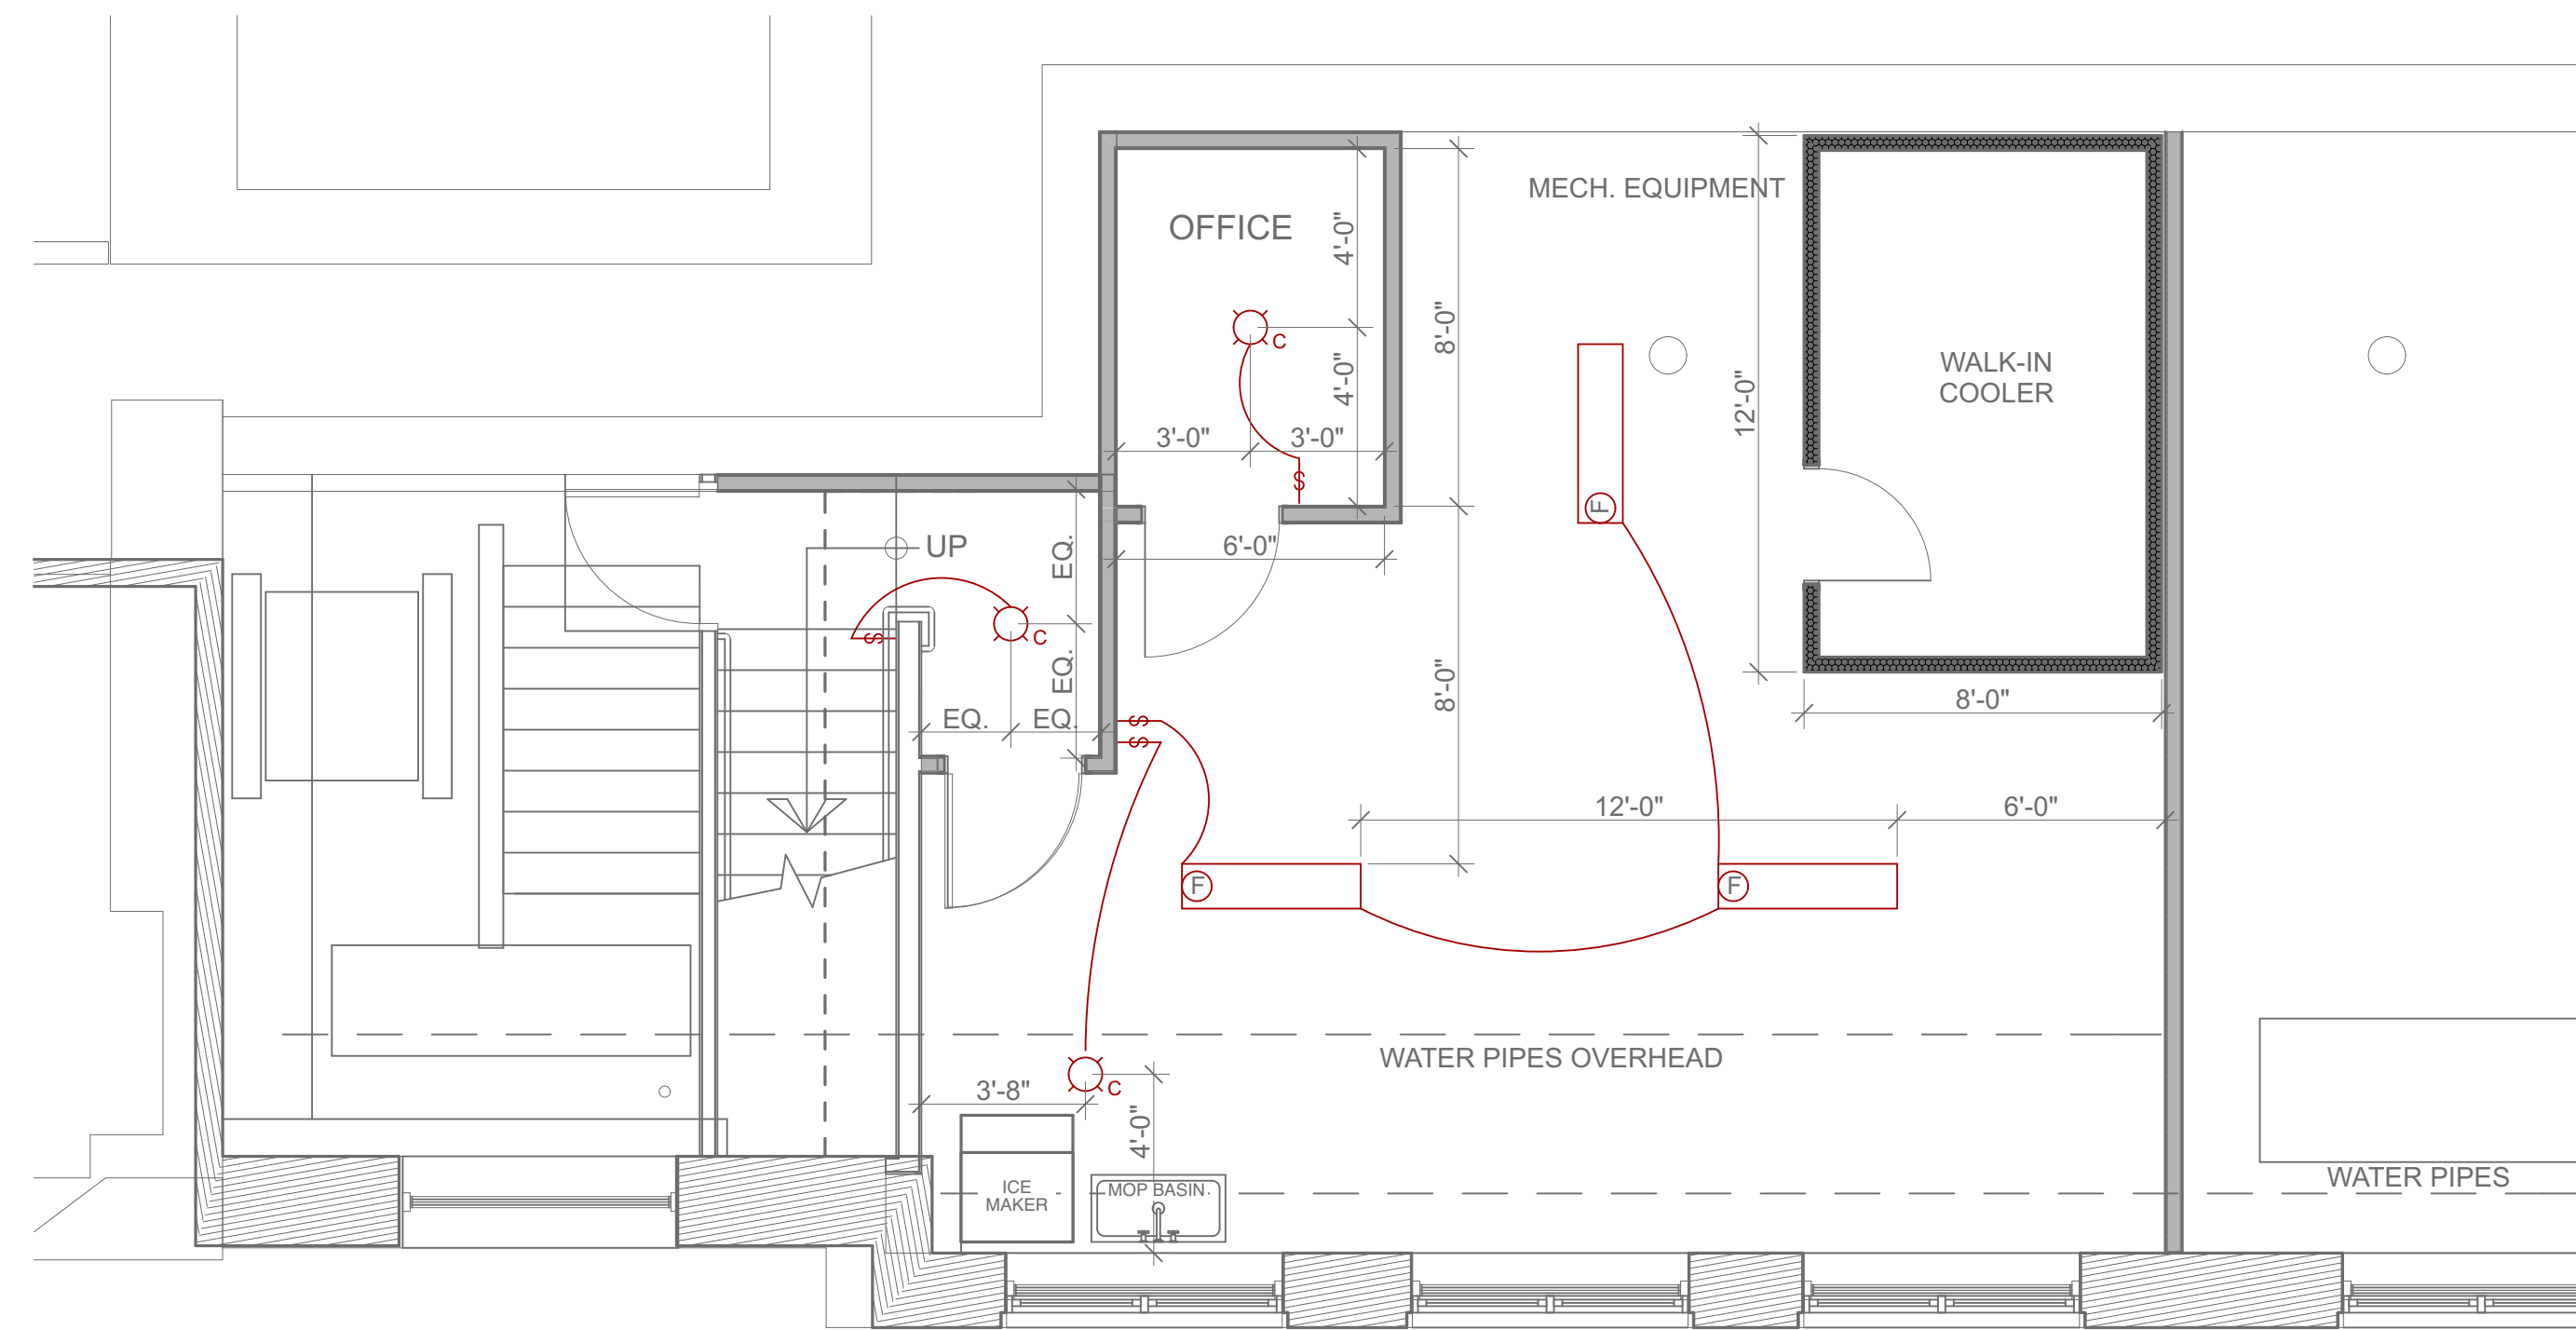 MECH. EQUIPMENT
OFFICE
4'-0"
8'-0"
C
WALK-IN
COOLER
4'-0"
12'-0"
3'-0"
3'-0"
S
F
UP
EQ.
6'-0"
S
C
EQ.
8'-0"
8'-0"
EQ.
EQ.
S
S
12'-0"
6'-0"
F
F
WATER PIPES OVERHEAD
C
3'-8"
4'-0"
ICE
MAKER
MOP BASIN
WATER PIPES